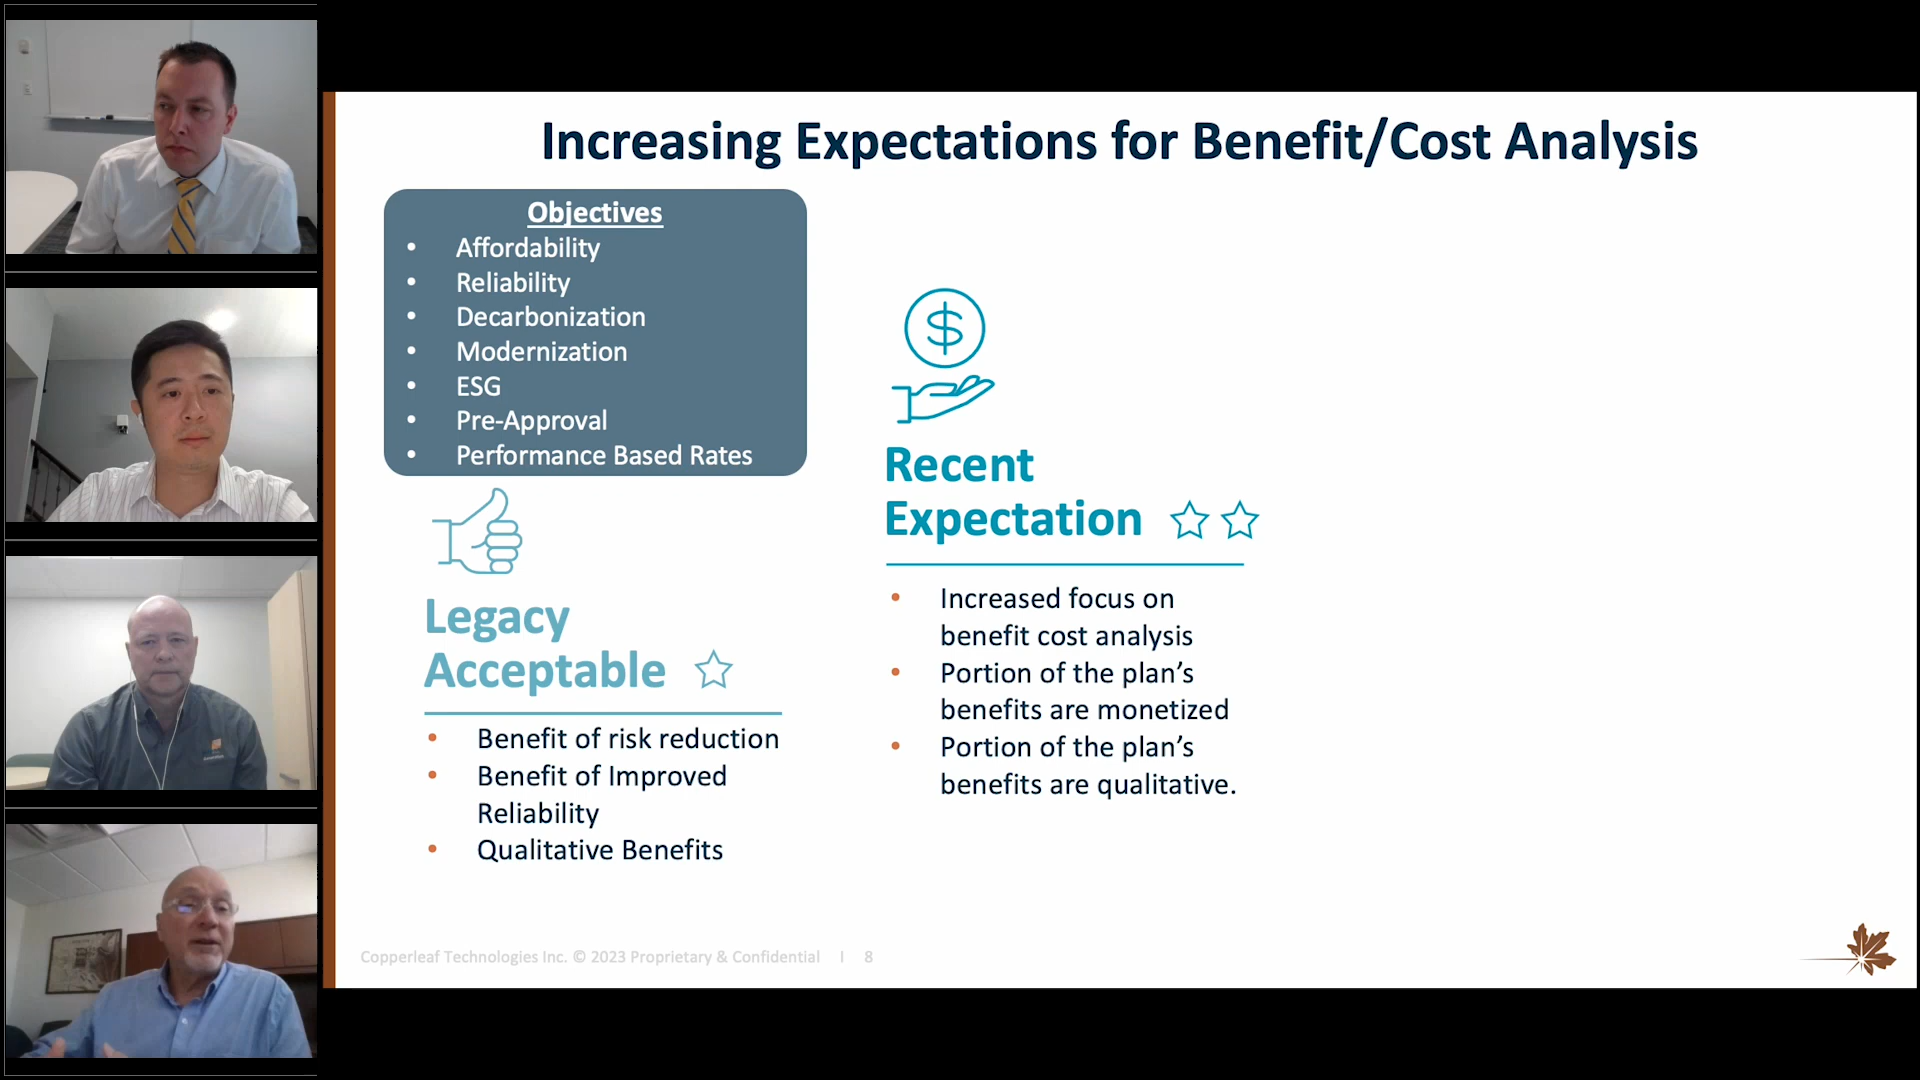 Increasing Expectations for Benefit/Cost Analysis
Objectives
• Affordability
• Reliability
• Decarbonization
• Modernization
• ESG
• Pre-Approval
• Performance Based Rates
Legacy
Acceptable
• Benefit of risk reduction
• Benefit of Improved
Reliability
• Qualitative Benefits
$
Recent
Expectation
• Increased focus on
benefit cost analysis
• Portion of the plan’s
benefits are monetized
• Portion of the plan’s
benefits are qualitative.
Copperleaf Technologies Inc. © 2023 Proprietary & Confidential | 8